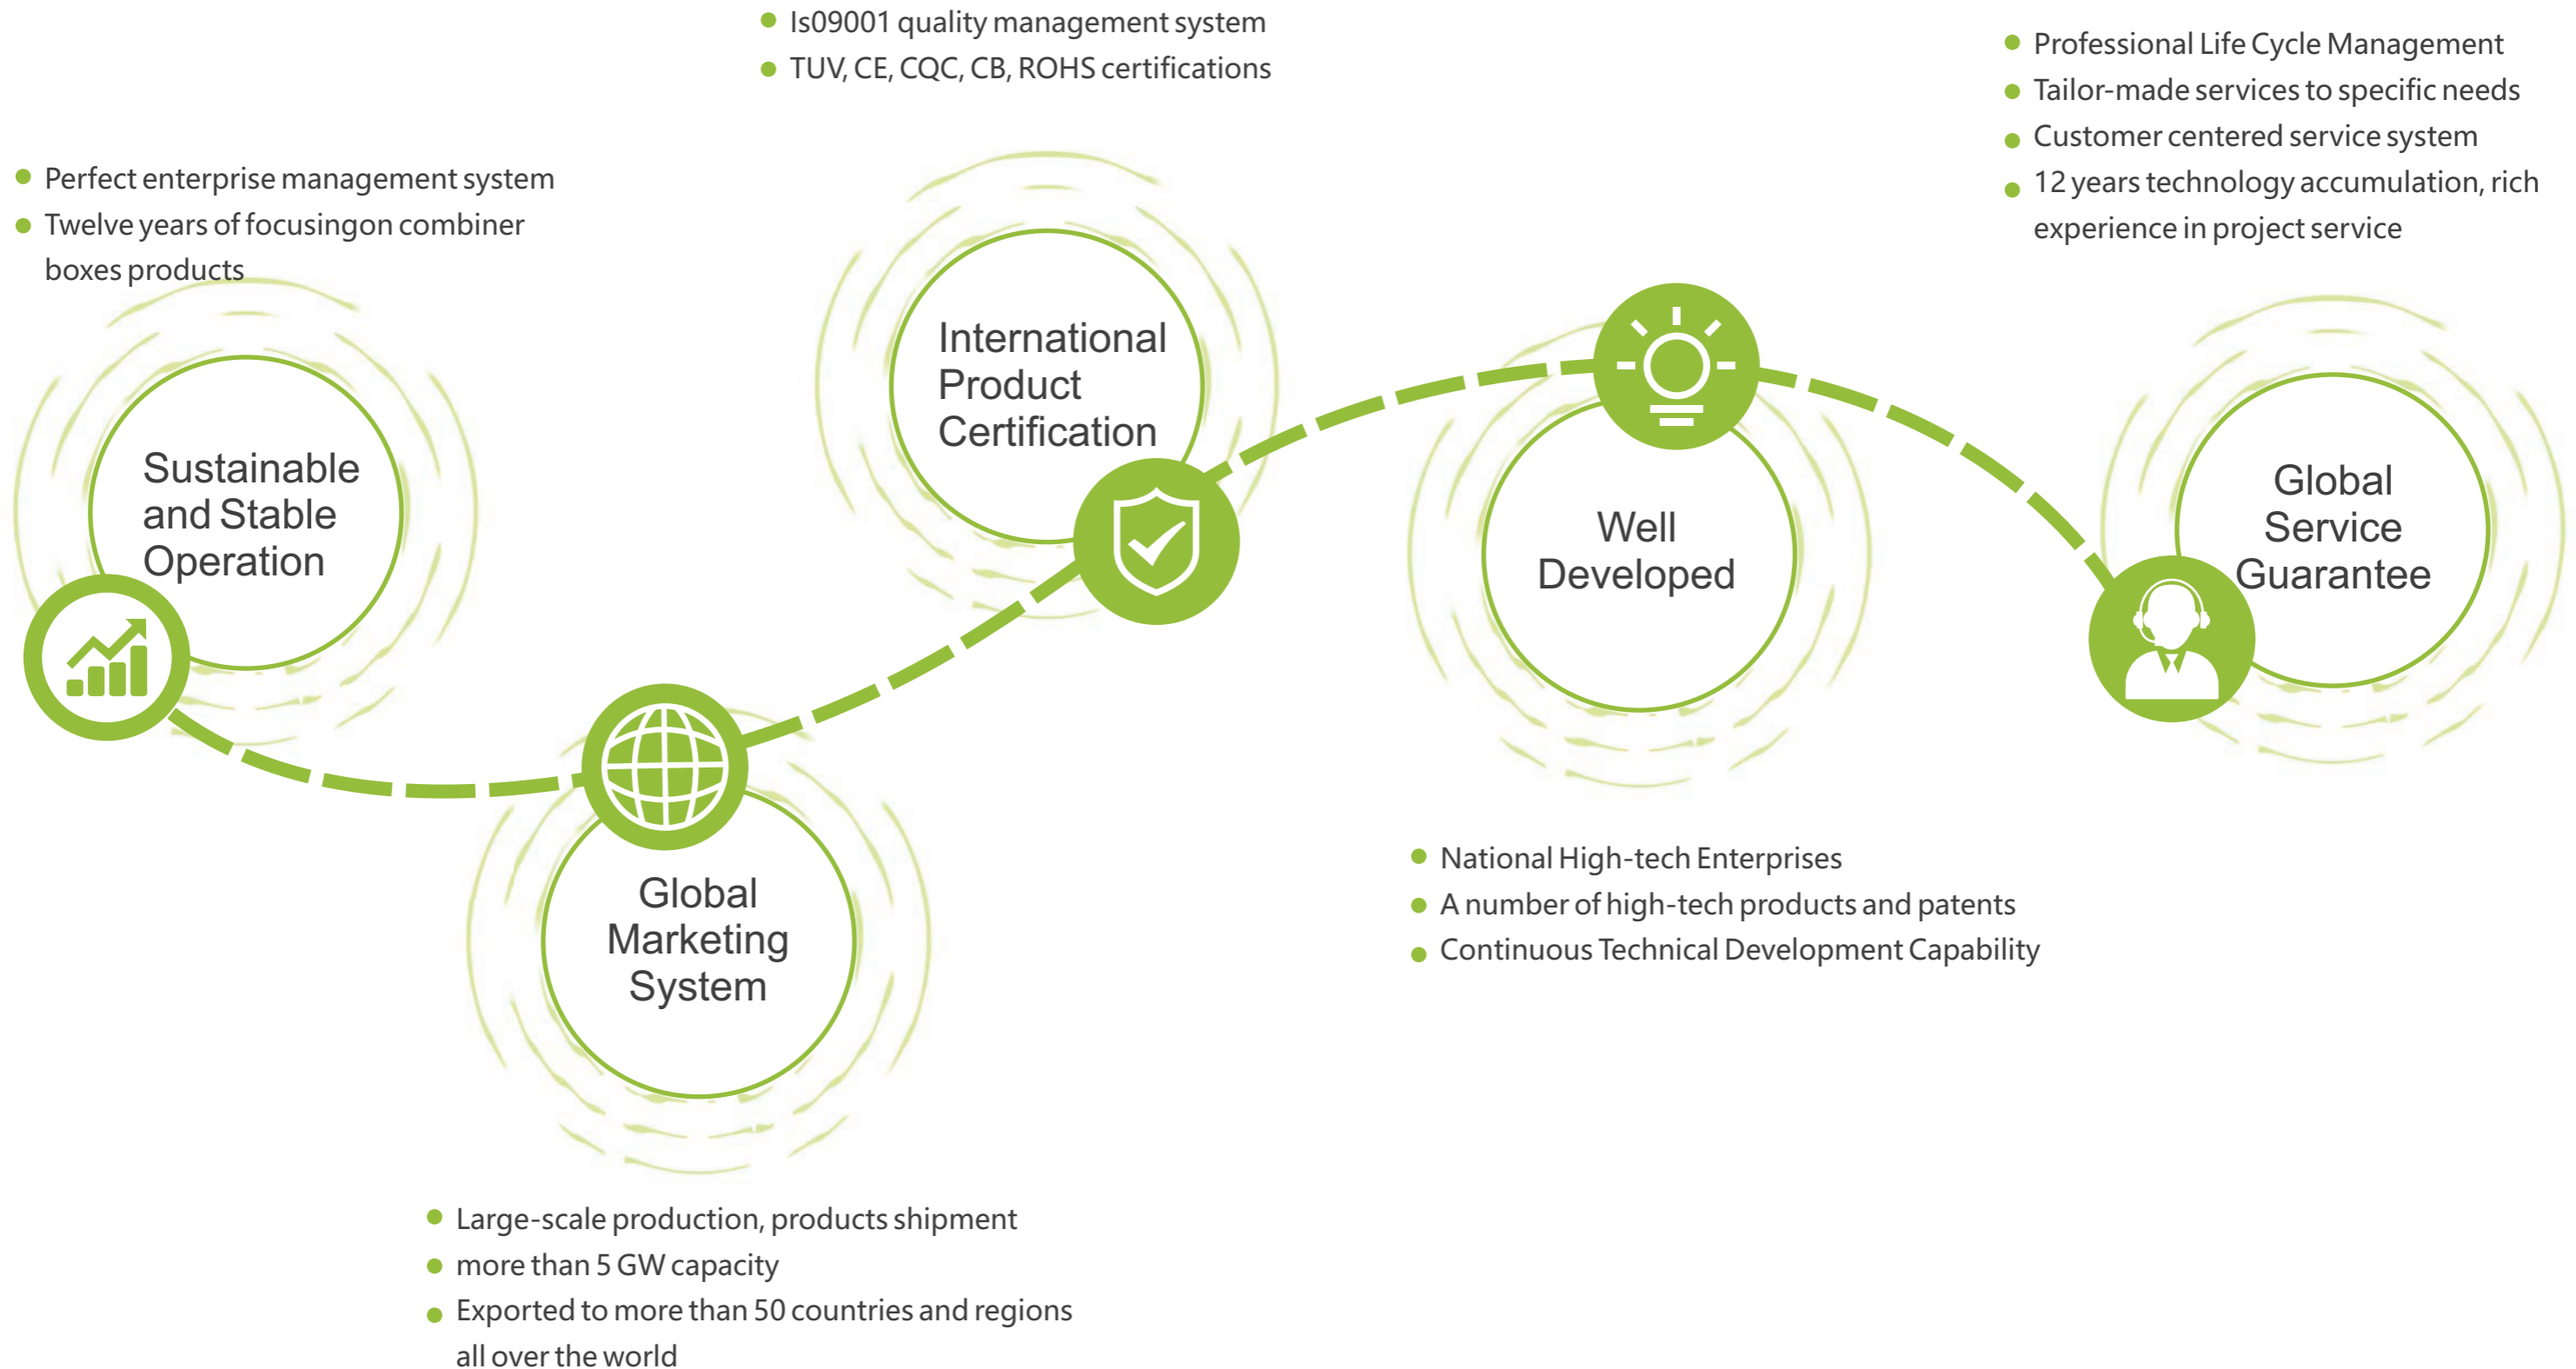 Perfect enterprise management system
Twelve years of focusingon combiner
boxes products
Sustainable
and Stable
Operation
Global
Marketing
System
Large-scale production, products shipment
more than 5 GW capacity
Exported to more than 50 countries and regions
all over the world
Is09001 quality management system
TUV, CE, CQC, CB, ROHS certifications
International
Product
Certification
Well
Developed
National High-tech Enterprises
A number of high-tech products and patents
Continuous Technical Development Capability
Professional Life Cycle Management
Tailor-made services to specific needs
Customer centered service system
12 years technology accumulation, rich
experience in project service
Global
Service
Guarantee